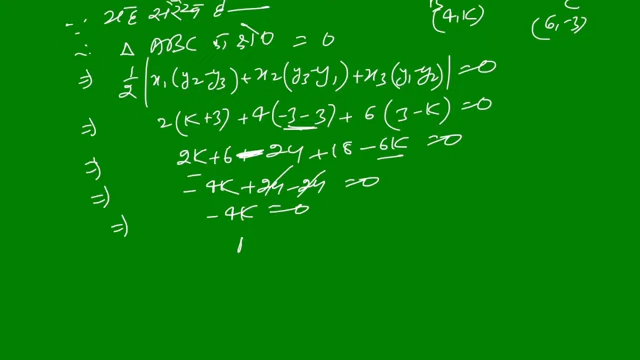 (4, K)
(6, -3)
∴ Δ ABC = 0
⇒ 1/2 | x₁(y₂-y₃) + x₂(y₃-y₁) + x₃(y₁-y₂) | = 0
⇒ 2(K+3) + 4(-3-3) + 6(3-K) = 0
⇒ 2K+6 - 24 + 18 - 6K = 0
⇒ -4K + 24 - 24 = 0
⇒ -4K = 0